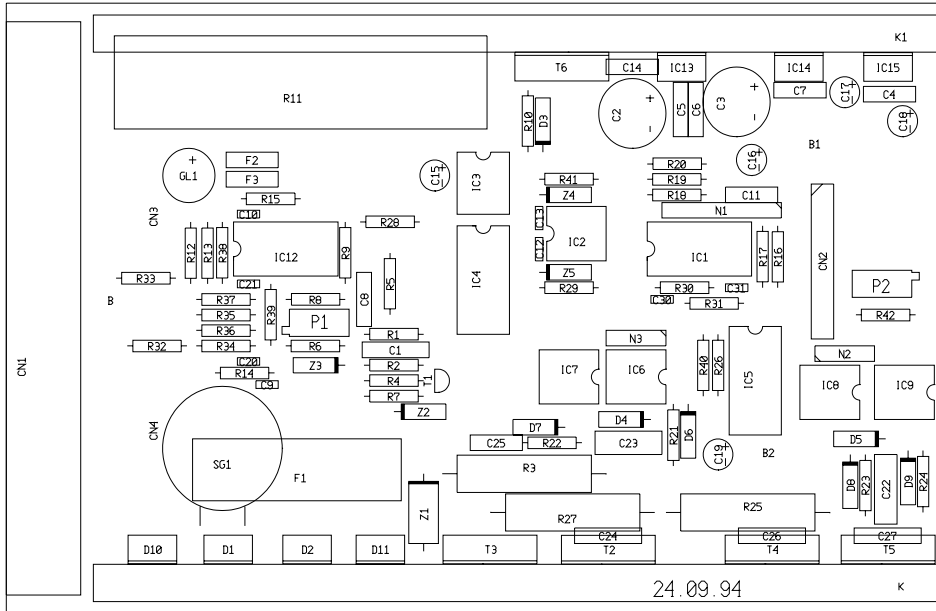 K1
T6
C14
IC13
IC14
IC15
R11
R10
D3
C2
+
-
C5
C6
C3
+
-
C7
C17
+
C4
C18
+
B1
GL1
+
F2
F3
R15
C15
+
IC3
R41
Z4
R20
R19
R18
C16
+
C11
N1
CN3
C10
R12
R13
R38
IC12
R9
R28
IC4
C13
C12
IC2
IC1
R17
R16
CN2
R33
C21
C8
R5
Z5
R29
R30
C30
C31
R31
P2
B
R37
R35
R36
R34
R39
R8
P1
R6
R42
CN1
R32
C20
R14
C9
Z3
R1
C1
R2
R4
R7
T1
Z2
IC7
N3
IC6
R40
R26
IC5
N2
IC8
IC9
CN4
SG1
F1
D7
C25
R22
D4
C23
R21
D6
C19
+
B2
D5
R3
Z1
R27
R25
D8
R23
C22
D9
R24
D10
D1
D2
D11
T3
C24
T2
C26
T4
C27
T5
24.09.94
K